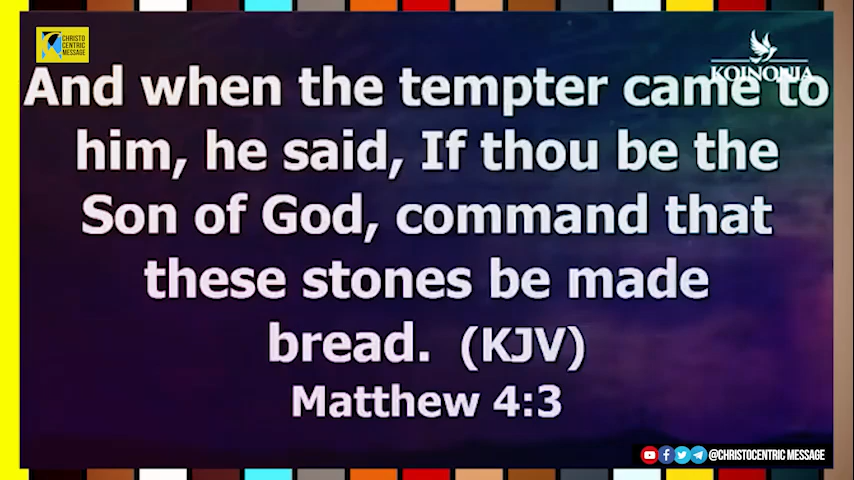 CHRISTO
CENTRIC
MESSAGE
KOINONIA
And when the tempter came to
him, he said, If thou be the
Son of God, command that
these stones be made
bread. (KJV)
Matthew 4:3
@CHRISTOCENTRIC MESSAGE